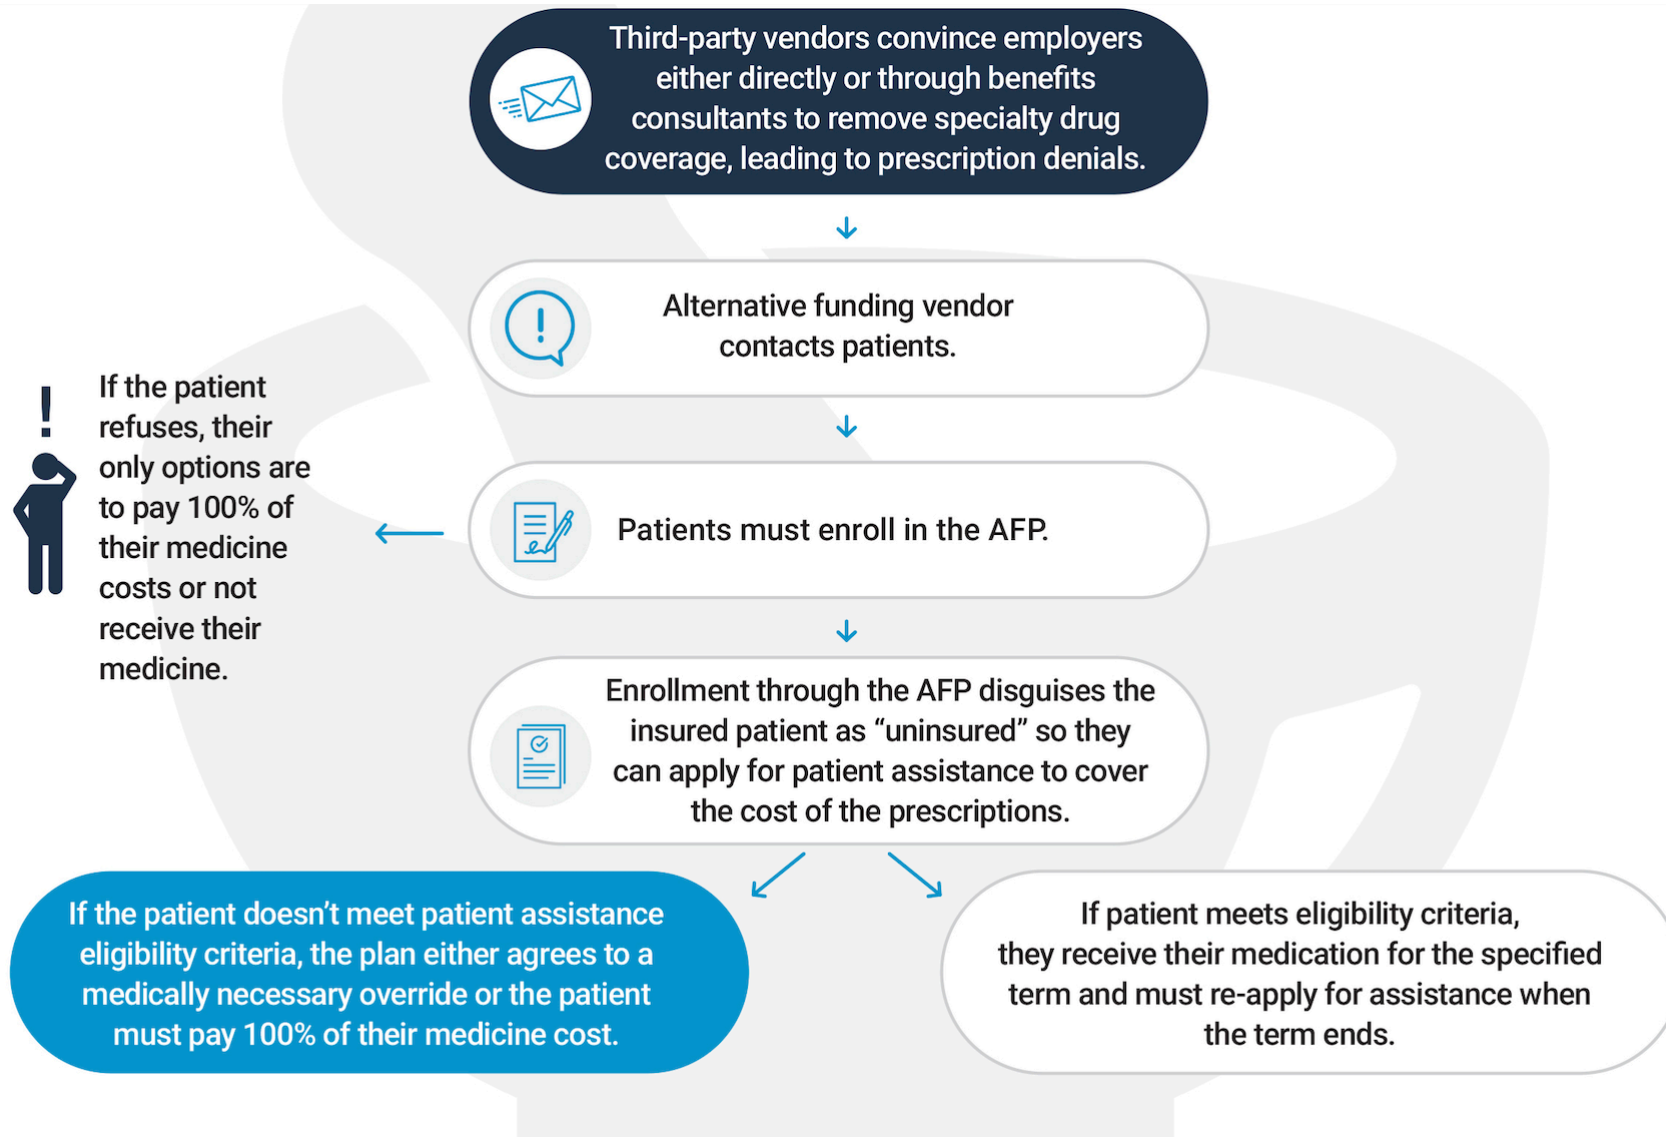 Third-party vendors convince employers
either directly or through benefits
consultants to remove specialty drug
coverage, leading to prescription denials.
Alternative funding vendor
contacts patients.
Patients must enroll in the AFP.
!
If the patient
refuses, their
only options are
to pay 100% of
their medicine
costs or not
receive their
medicine.
Enrollment through the AFP disguises the
insured patient as “uninsured” so they
can apply for patient assistance to cover
the cost of the prescriptions.
If the patient doesn’t meet patient assistance
eligibility criteria, the plan either agrees to a
medically necessary override or the patient
must pay 100% of their medicine cost.
If patient meets eligibility criteria,
they receive their medication for the specified
term and must re-apply for assistance when
the term ends.